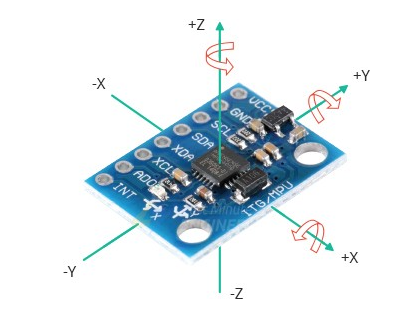 +Z
-X
+Y
VCC
GND
SCL
SDA
XDA
XCL
ADO
INT
X
Y
ITG/MPU
-Y
+X
-Z